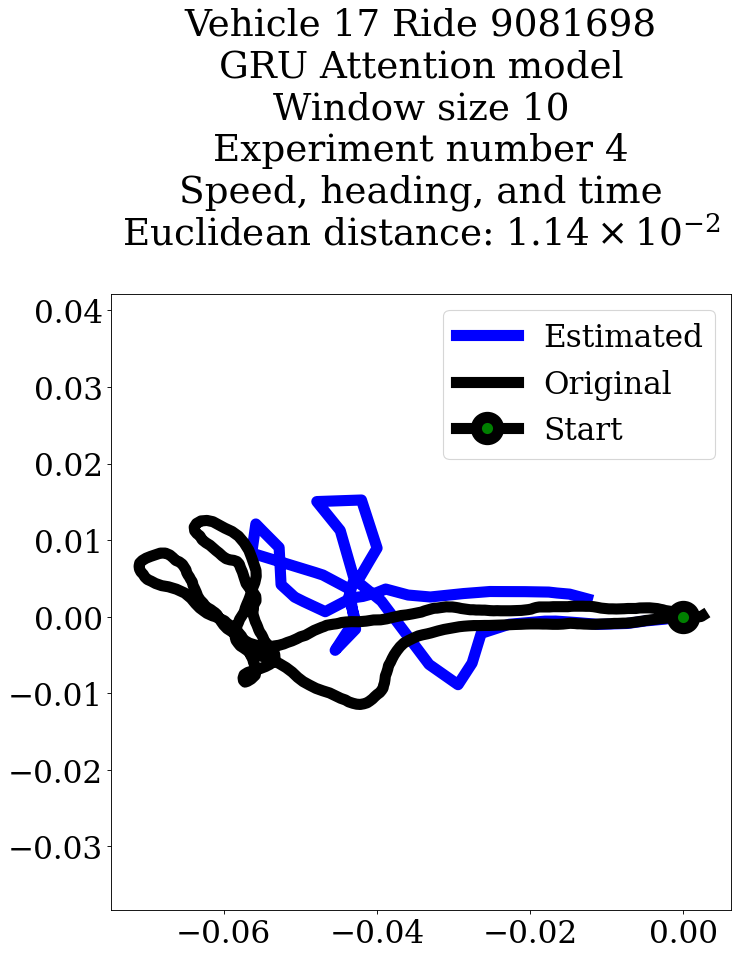 Vehicle 17 Ride 9081698
GRU Attention model
Window size 10
Experiment number 4
Speed, heading, and time
Euclidean distance: 1.14 × 10⁻²
0.04
0.03
0.02
0.01
0.00
−0.01
−0.02
−0.03
Estimated
Original
Start
−0.06 −0.04 −0.02 0.00